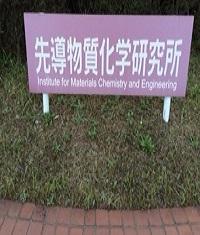 先導物質化学研究所
Institute for Materials Chemistry and Engineering